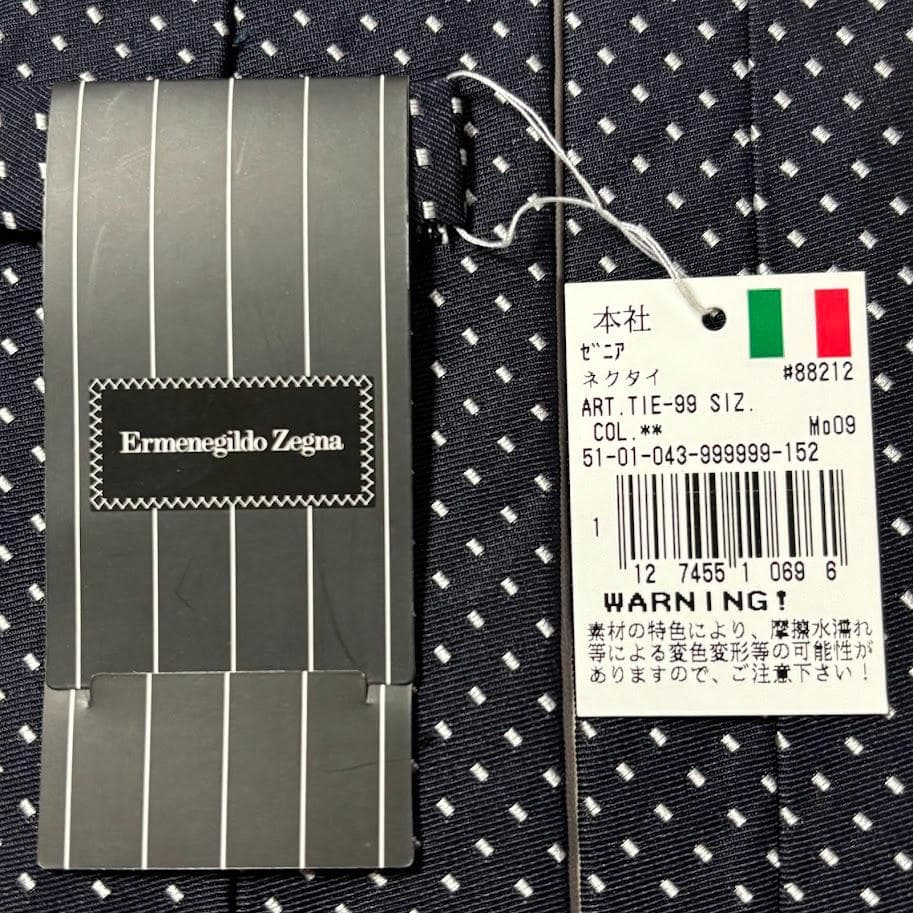 Ermenegildo Zegna
本社
ｾﾞﾆｱ
ネクタイ #88212
ART.TIE-99 SIZ.
COL.** Mo09
51-01-043-999999-152
1
12 7455 1 069 6
WARNING!
素材の特色により、摩擦水濡れ
等による変色変形等の可能性が
ありますので、ご注意下さい！